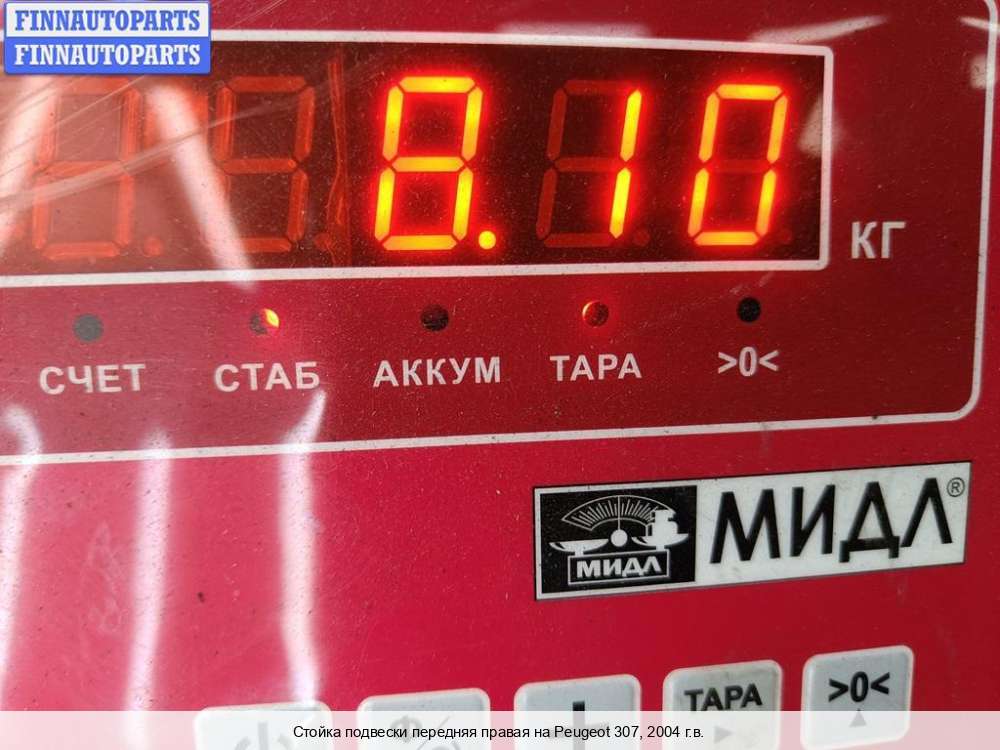 FINNAUTOPARTS
FINNAUTOPARTS
8.10 КГ
СЧЕТ СТАБ АККУМ ТАРА >0<
МИДЛ МИДЛ®
ТАРА >0<
Стойка подвески передняя правая на Peugeot 307, 2004 г.в.